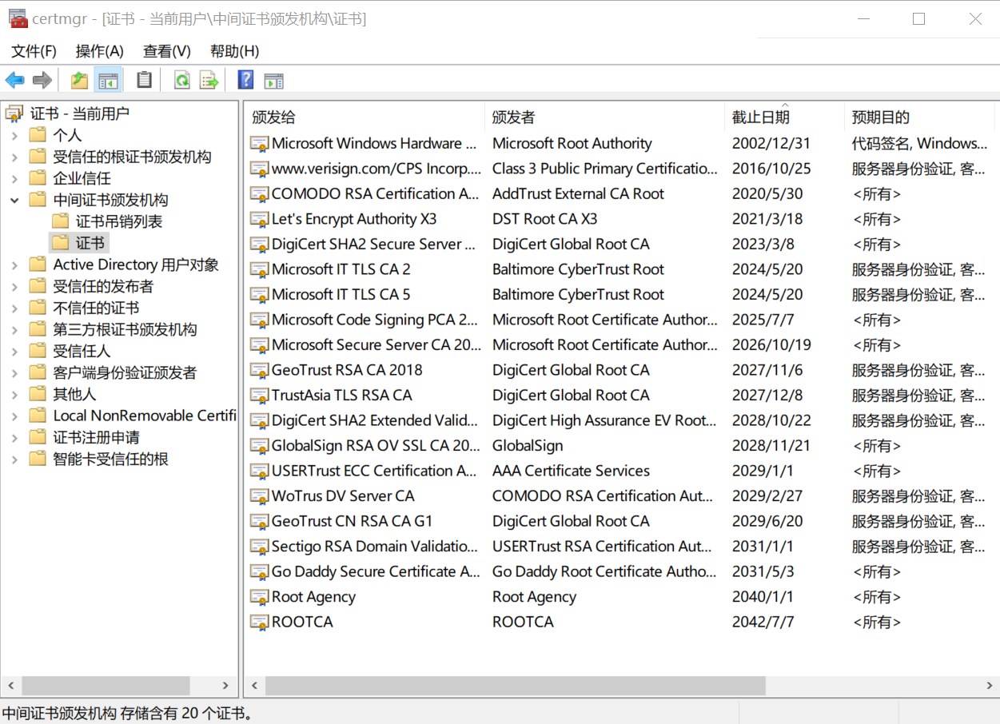 certmgr - [证书 - 当前用户\中间证书颁发机构\证书]
文件(F) 操作(A) 查看(V) 帮助(H)
证书 - 当前用户
个人
受信任的根证书颁发机构
企业信任
中间证书颁发机构
证书吊销列表
证书
Active Directory 用户对象
受信任的发布者
不信任的证书
第三方根证书颁发机构
受信任人
客户端身份验证颁发者
其他人
Local NonRemovable Certifi
证书注册申请
智能卡受信任的根
颁发给 颁发者 截止日期 预期目的
Microsoft Windows Hardware ... Microsoft Root Authority 2002/12/31 代码签名, Windows...
www.verisign.com/CPS Incorp.... Class 3 Public Primary Certificatio... 2016/10/25 服务器身份验证, 客...
COMODO RSA Certification A... AddTrust External CA Root 2020/5/30 <所有>
Let's Encrypt Authority X3 DST Root CA X3 2021/3/18 <所有>
DigiCert SHA2 Secure Server ... DigiCert Global Root CA 2023/3/8 <所有>
Microsoft IT TLS CA 2 Baltimore CyberTrust Root 2024/5/20 服务器身份验证, 客...
Microsoft IT TLS CA 5 Baltimore CyberTrust Root 2024/5/20 服务器身份验证, 客...
Microsoft Code Signing PCA 2... Microsoft Root Certificate Author... 2025/7/7 <所有>
Microsoft Secure Server CA 20... Microsoft Root Certificate Author... 2026/10/19 <所有>
GeoTrust RSA CA 2018 DigiCert Global Root CA 2027/11/6 服务器身份验证, 客...
TrustAsia TLS RSA CA DigiCert Global Root CA 2027/12/8 服务器身份验证, 客...
DigiCert SHA2 Extended Valid... DigiCert High Assurance EV Root... 2028/10/22 服务器身份验证, 客...
GlobalSign RSA OV SSL CA 20... GlobalSign 2028/11/21 <所有>
USERTrust ECC Certification A... AAA Certificate Services 2029/1/1 <所有>
WoTrus DV Server CA COMODO RSA Certification Aut... 2029/2/27 服务器身份验证, 客...
GeoTrust CN RSA CA G1 DigiCert Global Root CA 2029/6/20 服务器身份验证, 客...
Sectigo RSA Domain Validatio... USERTrust RSA Certification Aut... 2031/1/1 服务器身份验证, 客...
Go Daddy Secure Certificate A... Go Daddy Root Certificate Autho... 2031/5/3 <所有>
Root Agency Root Agency 2040/1/1 <所有>
ROOTCA ROOTCA 2042/7/7 <所有>
中间证书颁发机构 存储含有 20 个证书。